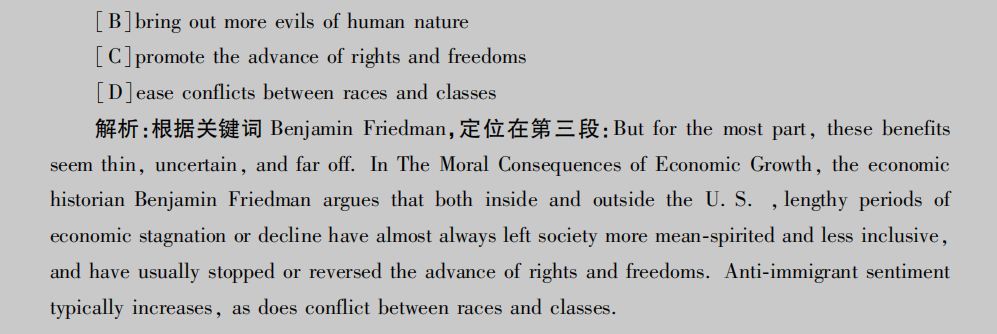 [B]bring out more evils of human nature
[C]promote the advance of rights and freedoms
[D]ease conflicts between races and classes
解析:根据关键词 Benjamin Friedman,定位在第三段:But for the most part, these benefits
seem thin, uncertain, and far off. In The Moral Consequences of Economic Growth, the economic
historian Benjamin Friedman argues that both inside and outside the U. S. , lengthy periods of
economic stagnation or decline have almost always left society more mean-spirited and less inclusive,
and have usually stopped or reversed the advance of rights and freedoms. Anti-immigrant sentiment
typically increases, as does conflict between races and classes.